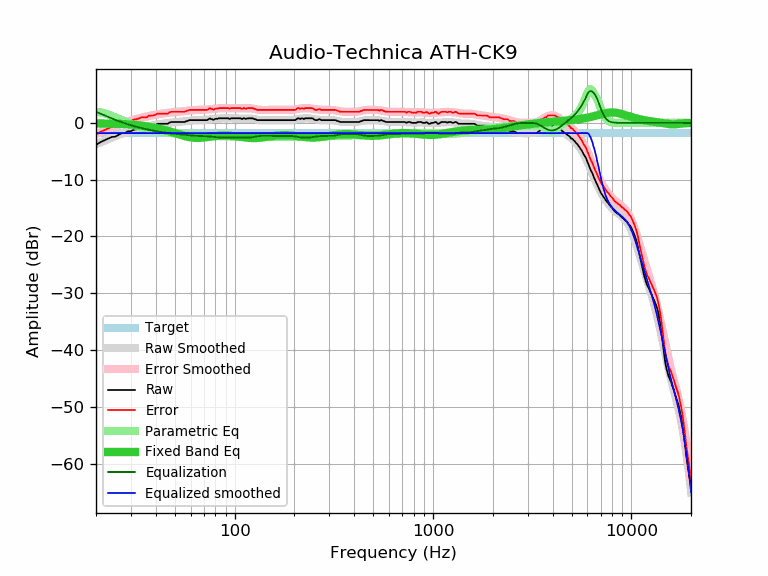 Audio-Technica ATH-CK9
Amplitude (dBr)
0
−10
−20
−30
−40
−50
−60
Target
Raw Smoothed
Error Smoothed
Raw
Error
Parametric Eq
Fixed Band Eq
Equalization
Equalized smoothed
100 1000 10000
Frequency (Hz)